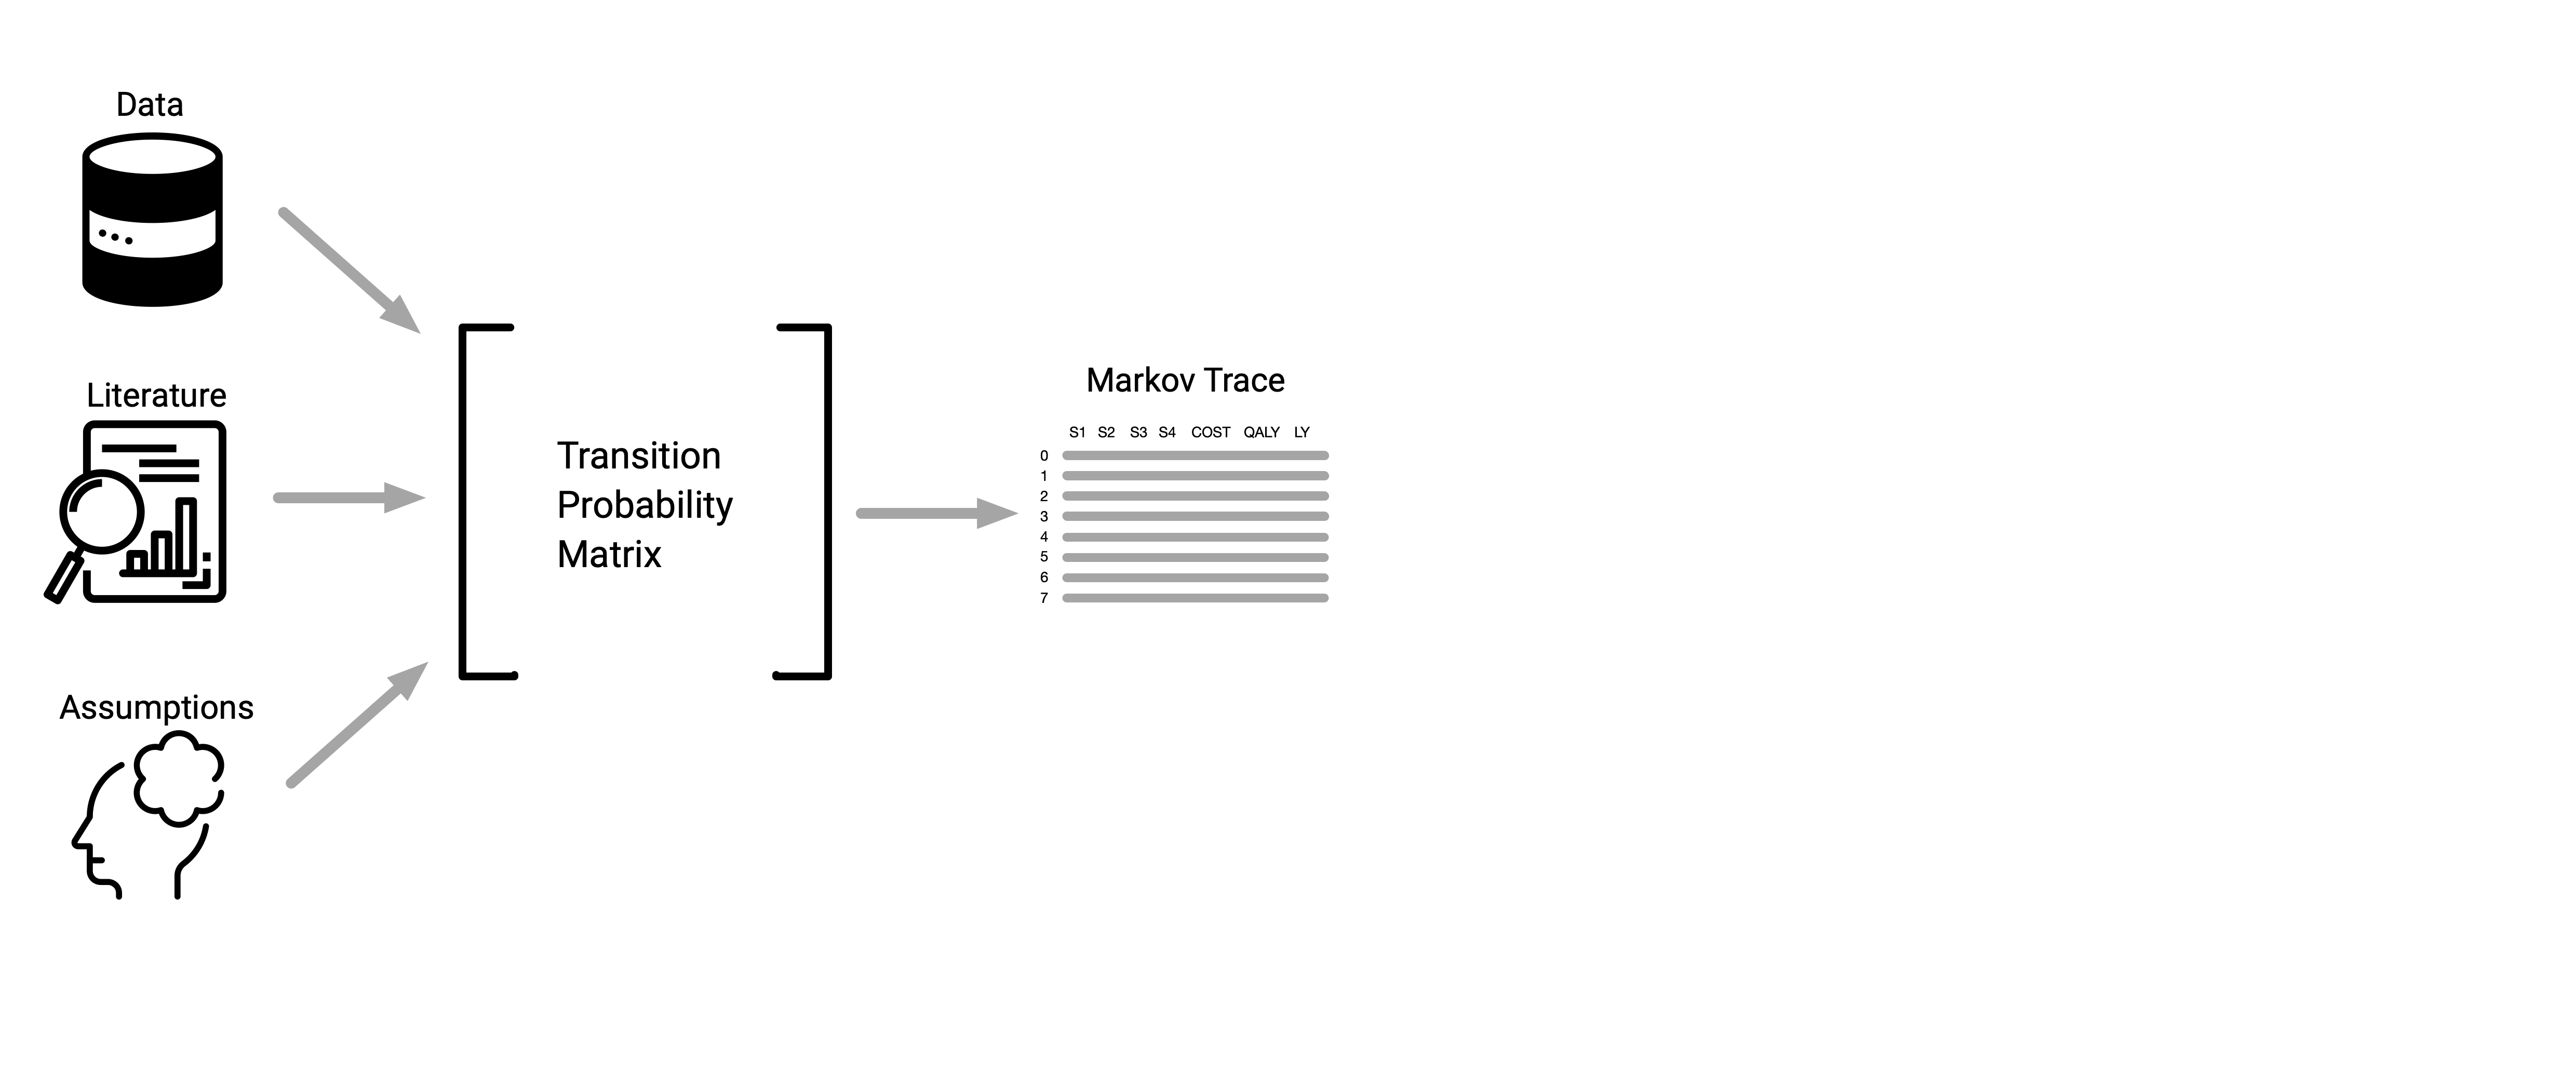 Data
Literature
Assumptions
Transition
Probability
Matrix
Markov Trace
S1 S2 S3 S4 COST QALY LY
0
1
2
3
4
5
6
7